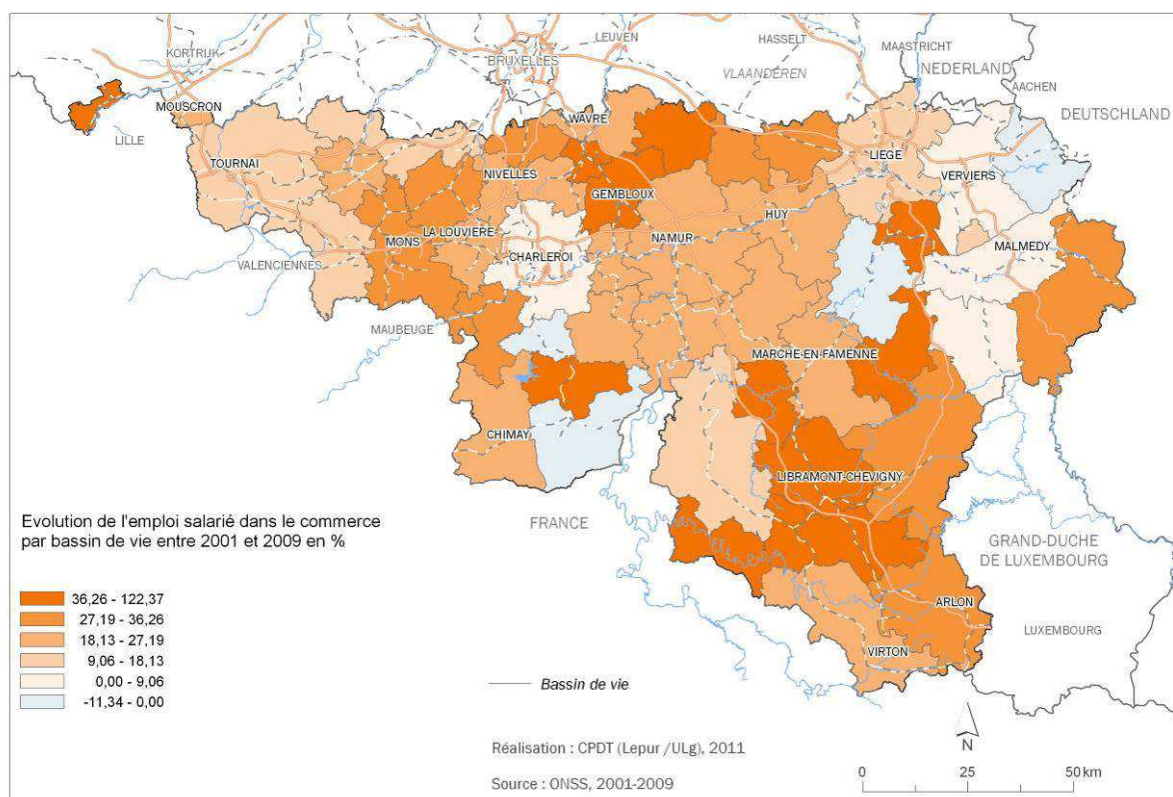 KORTRIJK
LEUVEN
HASSELT
MAASTRICHT
BRUXELLES
VLAANDEREN
NEDERLAND
AACHEN
DEUTSCHLAND
MOUSCRON
LILLE
WAVRE
TOURNAI
LIEGE
NIVELLES
VERVIERS
GEMBLOUX
HUY
LA LOUVIERE
MONS
NAMUR
MALMEDY
CHARLEROI
VALENCIENNES
MAUBEUGE
MARCHE-EN-FAMENNE
CHIMAY
LIBRAMONT-CHEVIGNY
FRANCE
GRAND-DUCHE
DE LUXEMBOURG
ARLON
LUXEMBOURG
VIRTON
Evolution de l'emploi salarié dans le commerce
par bassin de vie entre 2001 et 2009 en %
36,26 - 122,37
27,19 - 36,26
18,13 - 27,19
9,06 - 18,13
0,00 - 9,06
-11,34 - 0,00
Bassin de vie
Réalisation : CPDT (Lepur /ULg), 2011
Source : ONSS, 2001-2009
N
0 25 50 km